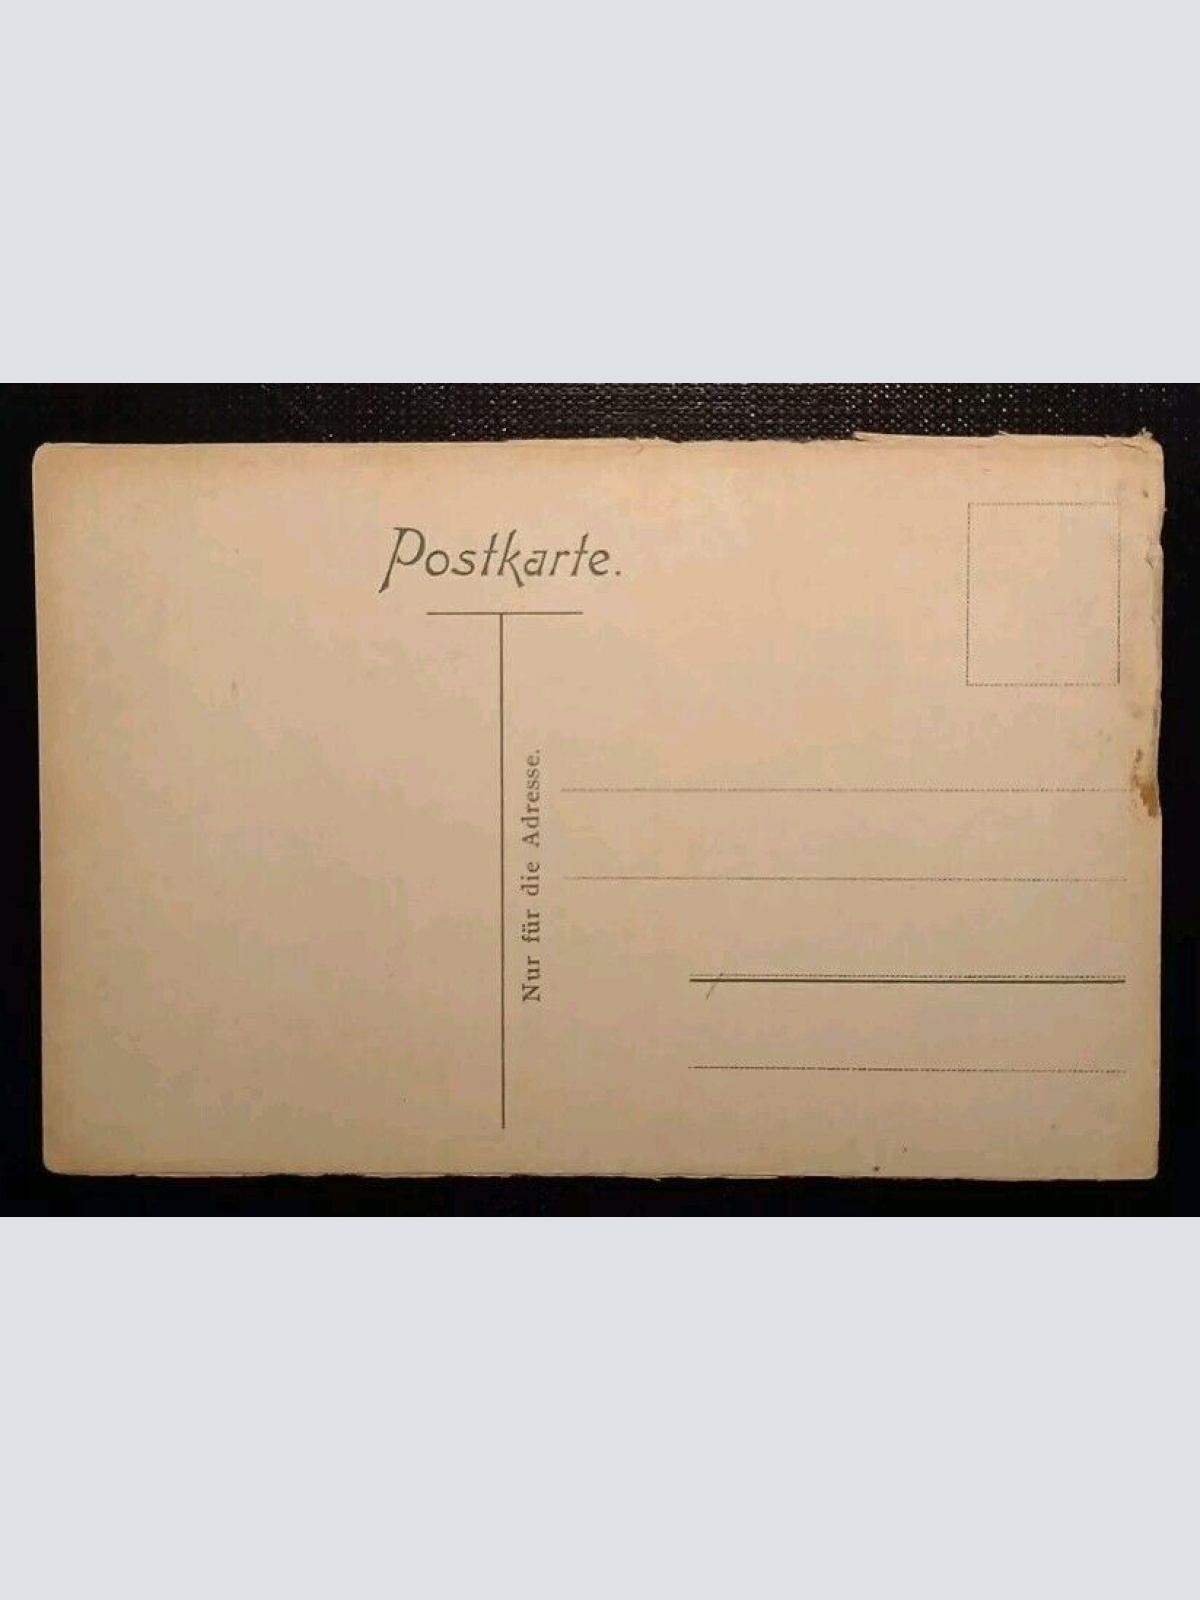 Postkarte.
Nur für die Adresse.